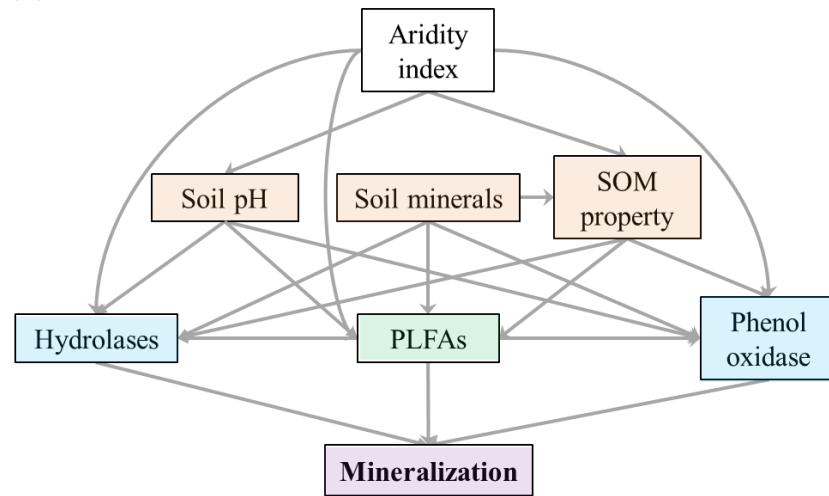 Aridity
index
Soil pH
Soil minerals
SOM
property
Hydrolases
PLFAs
Phenol
oxidase
Mineralization